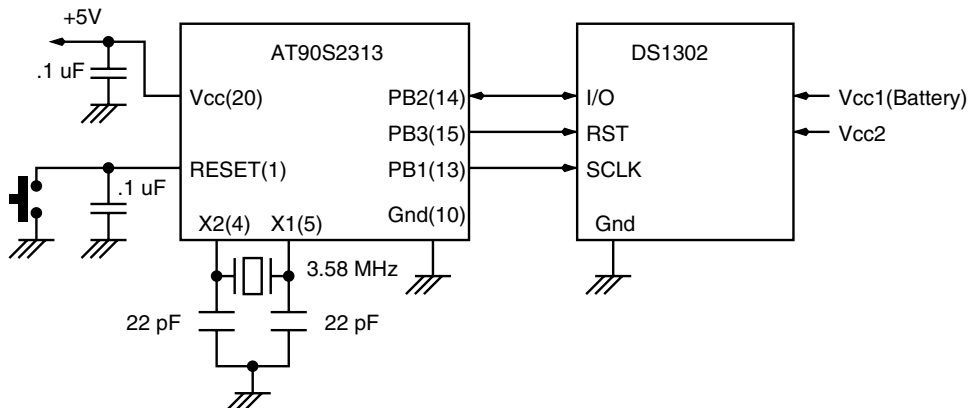 +5V
AT90S2313
DS1302
.1 uF
Vcc(20)
PB2(14)
I/O
Vcc1(Battery)
PB3(15)
RST
Vcc2
RESET(1)
PB1(13)
SCLK
.1 uF
Gnd(10)
X2(4)
X1(5)
Gnd
3.58 MHz
22 pF
22 pF